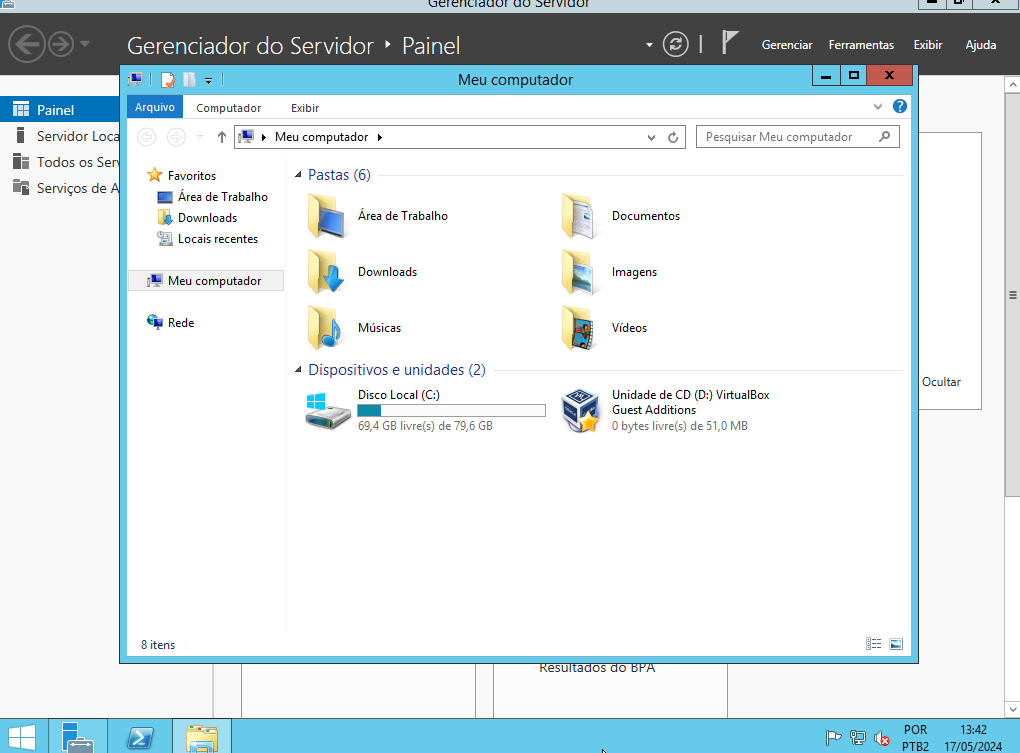 Gerenciador do Servidor
Gerenciador do Servidor Painel
Gerenciar Ferramentas Exibir Ajuda
Meu computador
Arquivo Computador Exibir
Meu computador
Pesquisar Meu computador
Painel
Servidor Loca
Todos os Serv
Serviços de A
Favoritos
Área de Trabalho
Downloads
Locais recentes
Meu computador
Rede
Pastas (6)
Área de Trabalho
Documentos
Downloads
Imagens
Músicas
Vídeos
Dispositivos e unidades (2)
Disco Local (C:)
69,4 GB livre(s) de 79,6 GB
Unidade de CD (D:) VirtualBox
Guest Additions
0 bytes livre(s) de 51,0 MB
Ocultar
8 itens
Resultados do BPA
POR
PTB2
13:42
17/05/2024